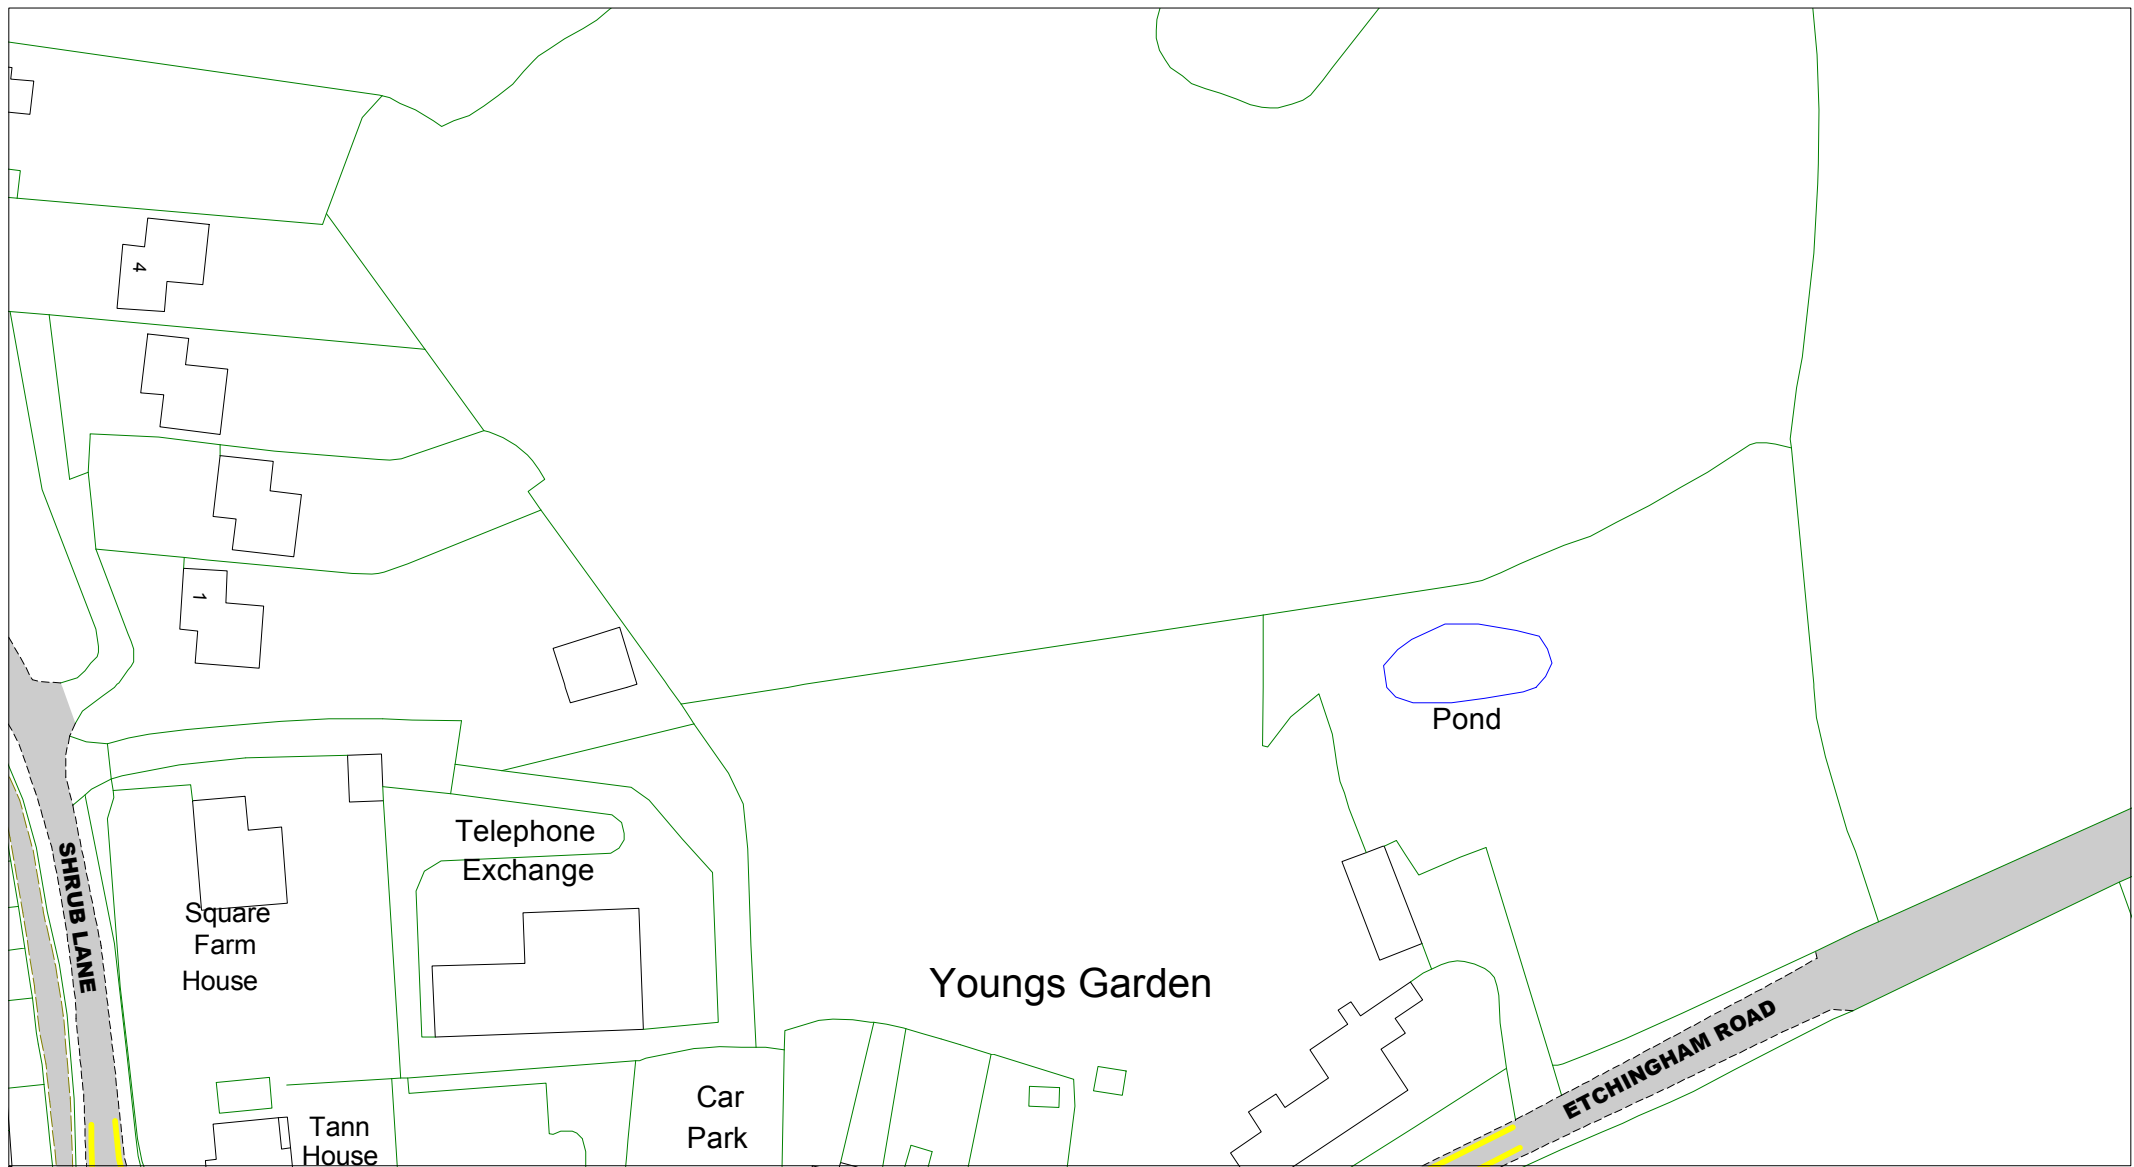 4
1
Pond
Telephone
Exchange
SHRUB LANE
Square
Farm
House
Youngs Garden
ETCHINGHAM ROAD
Car
Park
Tann
House